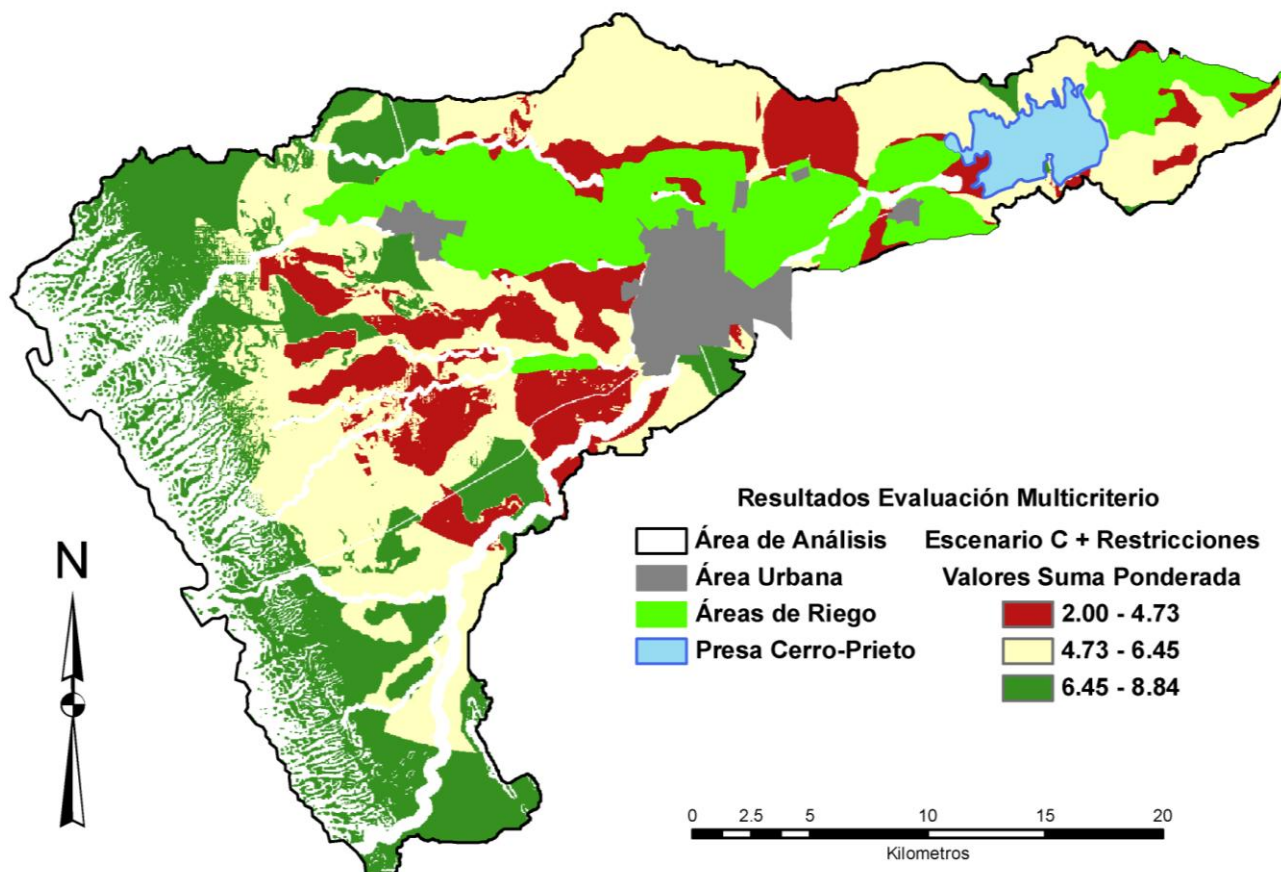 Resultados Evaluación Multicriterio
Área de Análisis
Área Urbana
Áreas de Riego
Presa Cerro-Prieto
Escenario C + Restricciones
Valores Suma Ponderada
2.00 - 4.73
4.73 - 6.45
6.45 - 8.84
N
0 2.5 5 10 15 20
Kilometros